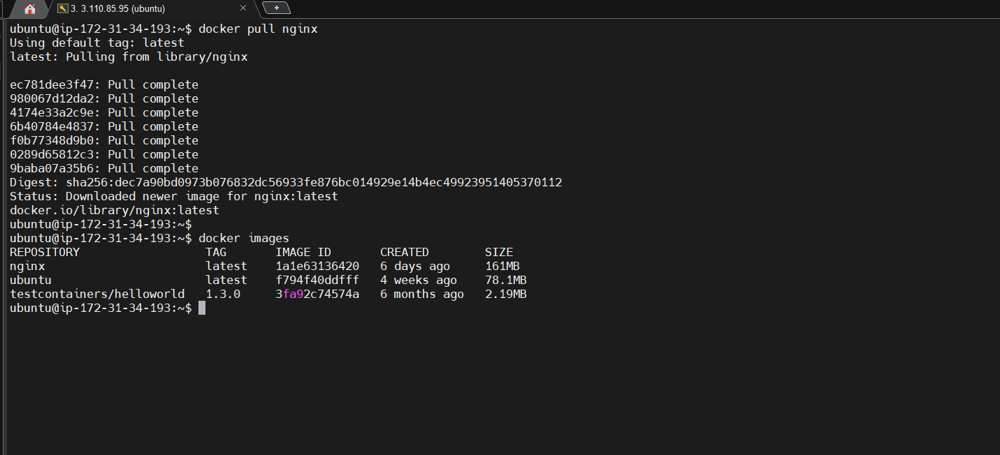 3. 3.110.85.95 (ubuntu)
ubuntu@ip-172-31-34-193:~$ docker pull nginx
Using default tag: latest
latest: Pulling from library/nginx
ec781dee3f47: Pull complete
980067d12da2: Pull complete
4174e33a2c9e: Pull complete
6b40784e4837: Pull complete
f0b77348d9b0: Pull complete
0289d65812c3: Pull complete
9baba07a35b6: Pull complete
Digest: sha256:dec7a90bd0973b076832dc56933fe876bc014929e14b4ec49923951405370112
Status: Downloaded newer image for nginx:latest
docker.io/library/nginx:latest
ubuntu@ip-172-31-34-193:~$
ubuntu@ip-172-31-34-193:~$ docker images
REPOSITORY TAG IMAGE ID CREATED SIZE
nginx latest 1a1e63136420 6 days ago 161MB
ubuntu latest f794f40ddfff 4 weeks ago 78.1MB
testcontainers/helloworld 1.3.0 3fa92c74574a 6 months ago 2.19MB
ubuntu@ip-172-31-34-193:~$